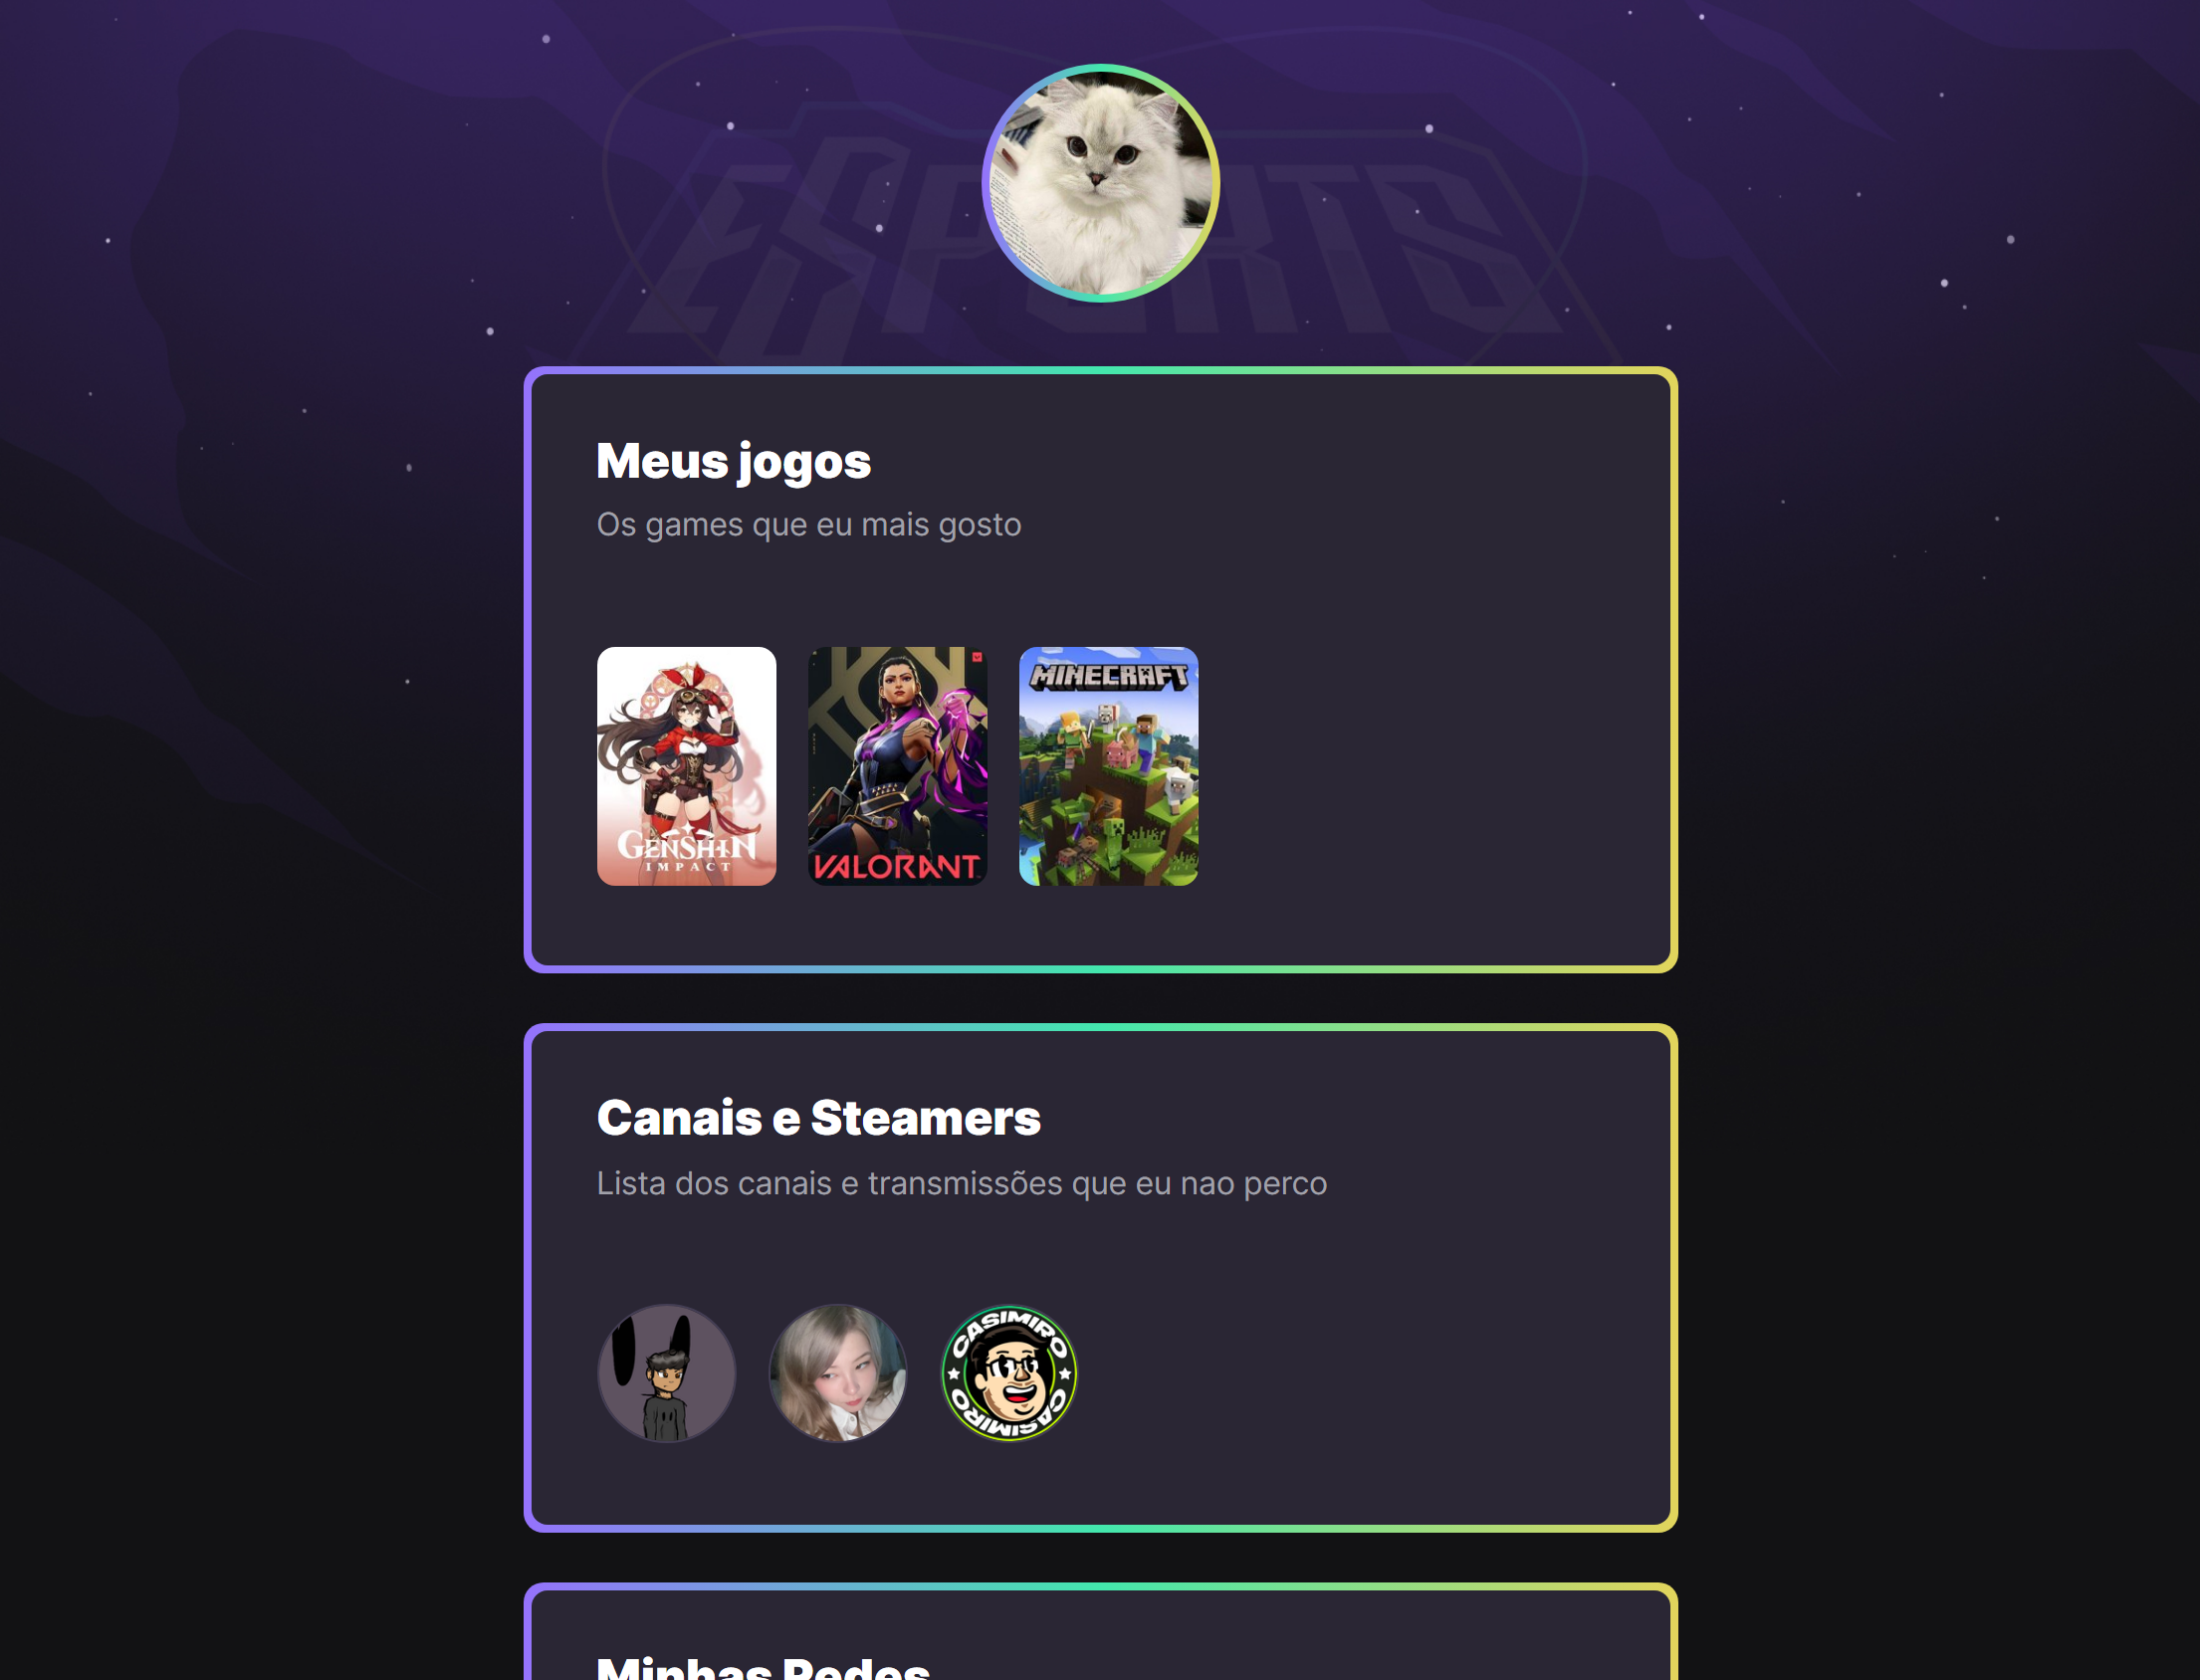 ESPORTS
Meus jogos
Os games que eu mais gosto
GENSHIN
IMPACT
VALORANT
MINECRAFT
Canais e Steamers
Lista dos canais e transmissões que eu nao perco
CASIMIRO
CASIMIRO
Minhas Redes